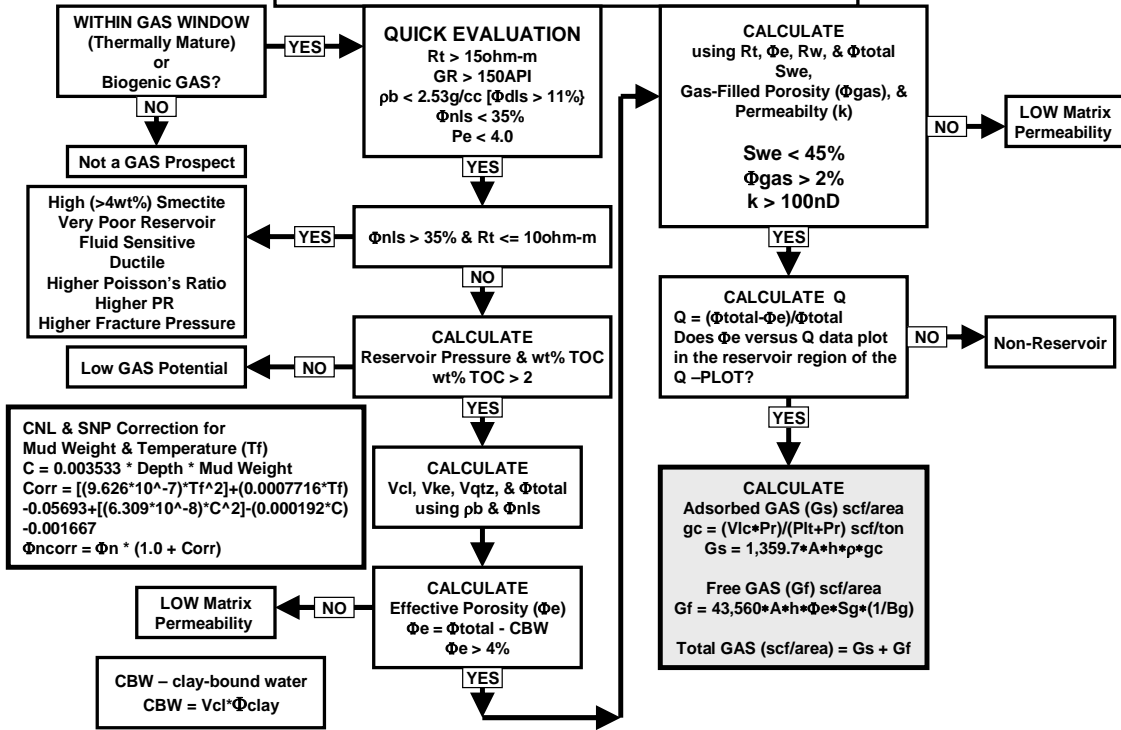 WITHIN GAS WINDOW
(Thermally Mature)
or
Biogenic GAS?
YES
NO
Not a GAS Prospect
QUICK EVALUATION
Rt > 15ohm-m
GR > 150API
ρb < 2.53g/cc [Φdls > 11%}
Φnls < 35%
Pe < 4.0
YES
Φnls > 35% & Rt <= 10ohm-m
YES
High (>4wt%) Smectite
Very Poor Reservoir
Fluid Sensitive
Ductile
Higher Poisson's Ratio
Higher PR
Higher Fracture Pressure
NO
CALCULATE
Reservoir Pressure & wt% TOC
wt% TOC > 2
NO
Low GAS Potential
YES
CNL & SNP Correction for
Mud Weight & Temperature (Tf)
C = 0.003533 * Depth * Mud Weight
Corr = [(9.626*10^-7)*Tf^2]+(0.0007716*Tf)
-0.05693+[(6.309*10^-8)*C^2]-(0.000192*C)
-0.001667
Φncorr = Φn * (1.0 + Corr)
CALCULATE
Vcl, Vke, Vqtz, & Φtotal
using ρb & Φnls
CALCULATE
Effective Porosity (Φe)
Φe = Φtotal - CBW
Φe > 4%
NO
LOW Matrix
Permeability
YES
CBW – clay-bound water
CBW = Vcl*Φclay
CALCULATE
using Rt, Φe, Rw, & Φtotal
Swe,
Gas-Filled Porosity (Φgas), &
Permeabilty (k)
Swe < 45%
Φgas > 2%
k > 100nD
NO
LOW Matrix
Permeability
YES
CALCULATE Q
Q = (Φtotal-Φe)/Φtotal
Does Φe versus Q data plot
in the reservoir region of the
Q –PLOT?
NO
Non-Reservoir
YES
CALCULATE
Adsorbed GAS (Gs) scf/area
gc = (Vlc*Pr)/(Plt+Pr) scf/ton
Gs = 1,359.7*A*h*ρ*gc
Free GAS (Gf) scf/area
Gf = 43,560*A*h*Φe*Sg*(1/Bg)
Total GAS (scf/area) = Gs + Gf